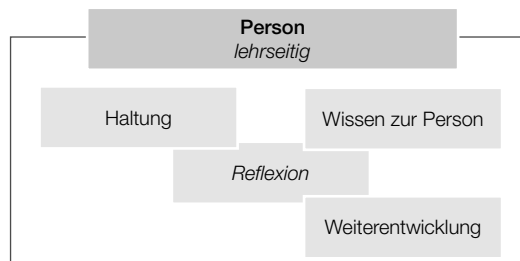 Person
lehrseitig
Haltung
Wissen zur Person
Reflexion
Weiterentwicklung